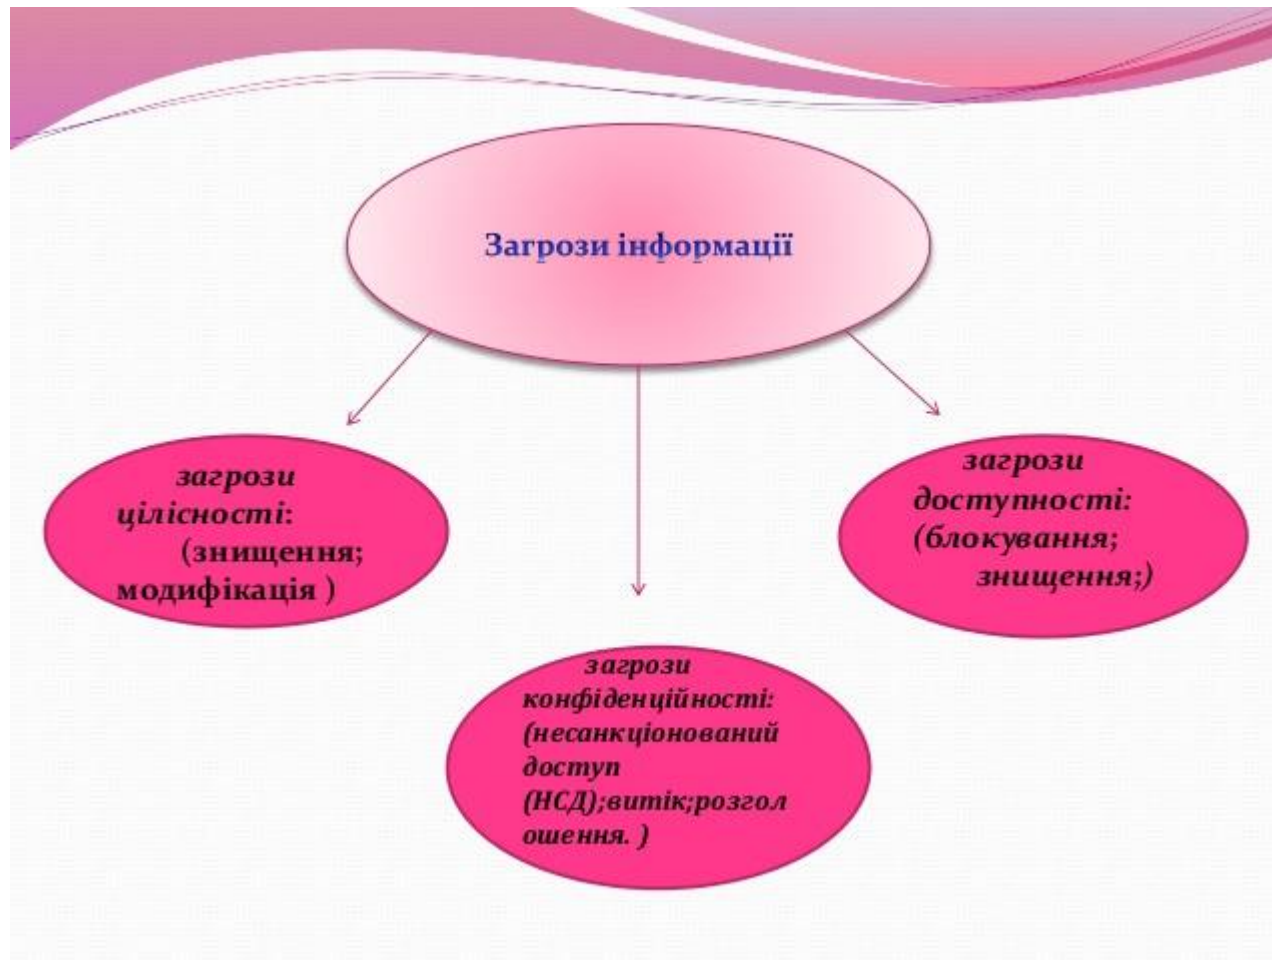 Загрози інформації
загрози
цілісності:
(знищення;
модифікація )
загрози
доступності:
(блокування;
знищення;)
загрози
конфіденційності:
(несанкціонований
доступ
(НСД);витік;розгол
ошення. )